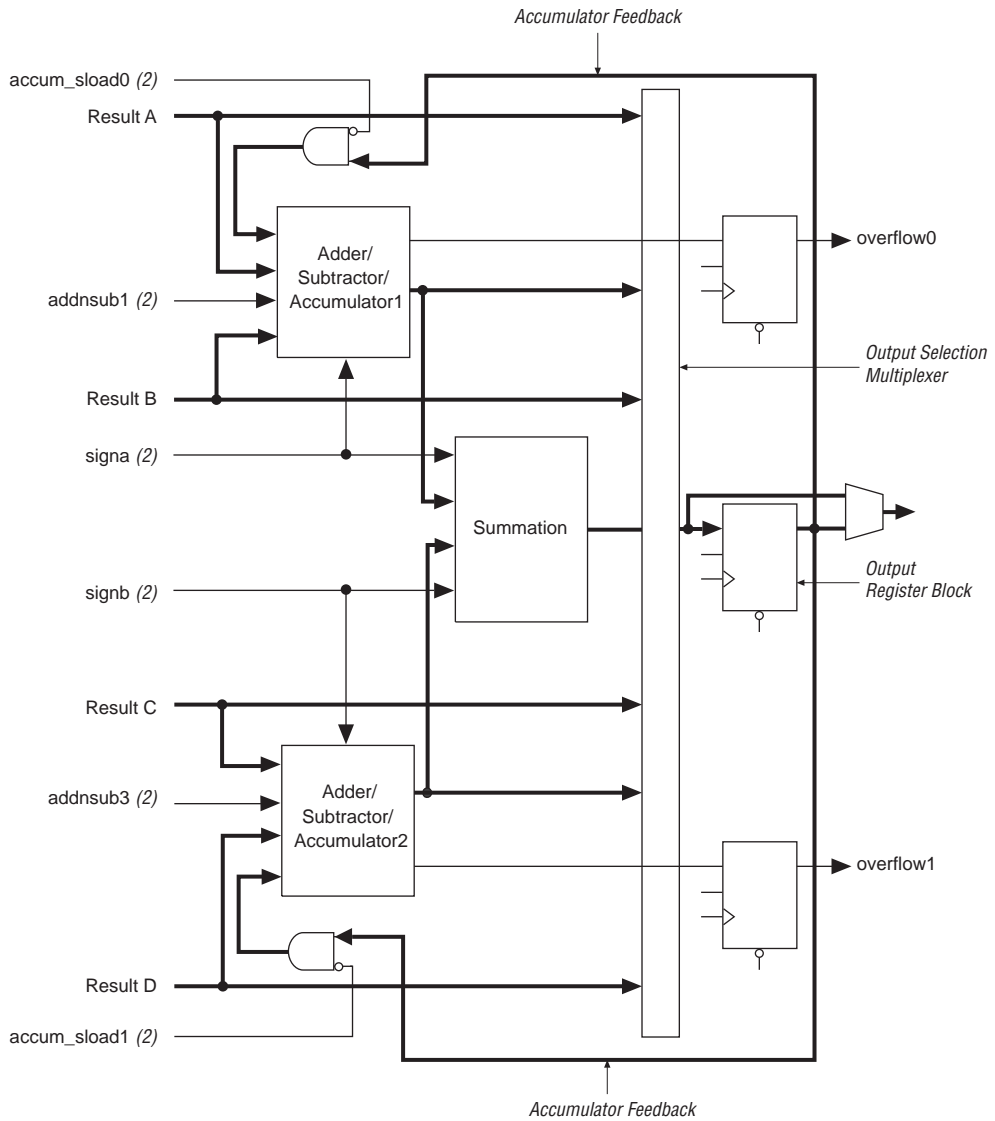 Accumulator Feedback
accum_sload0 (2)
Result A
Adder/
Subtractor/
Accumulator1
overflow0
addnsub1 (2)
Output Selection
Multiplexer
Result B
signa (2)
Summation
Output
Register Block
signb (2)
Result C
Adder/
Subtractor/
Accumulator2
addnsub3 (2)
overflow1
Result D
accum_sload1 (2)
Accumulator Feedback